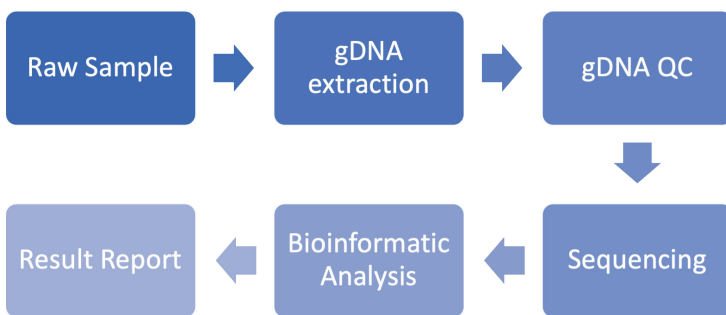 Raw Sample
gDNA
extraction
gDNA QC
Sequencing
Bioinformatic
Analysis
Result Report